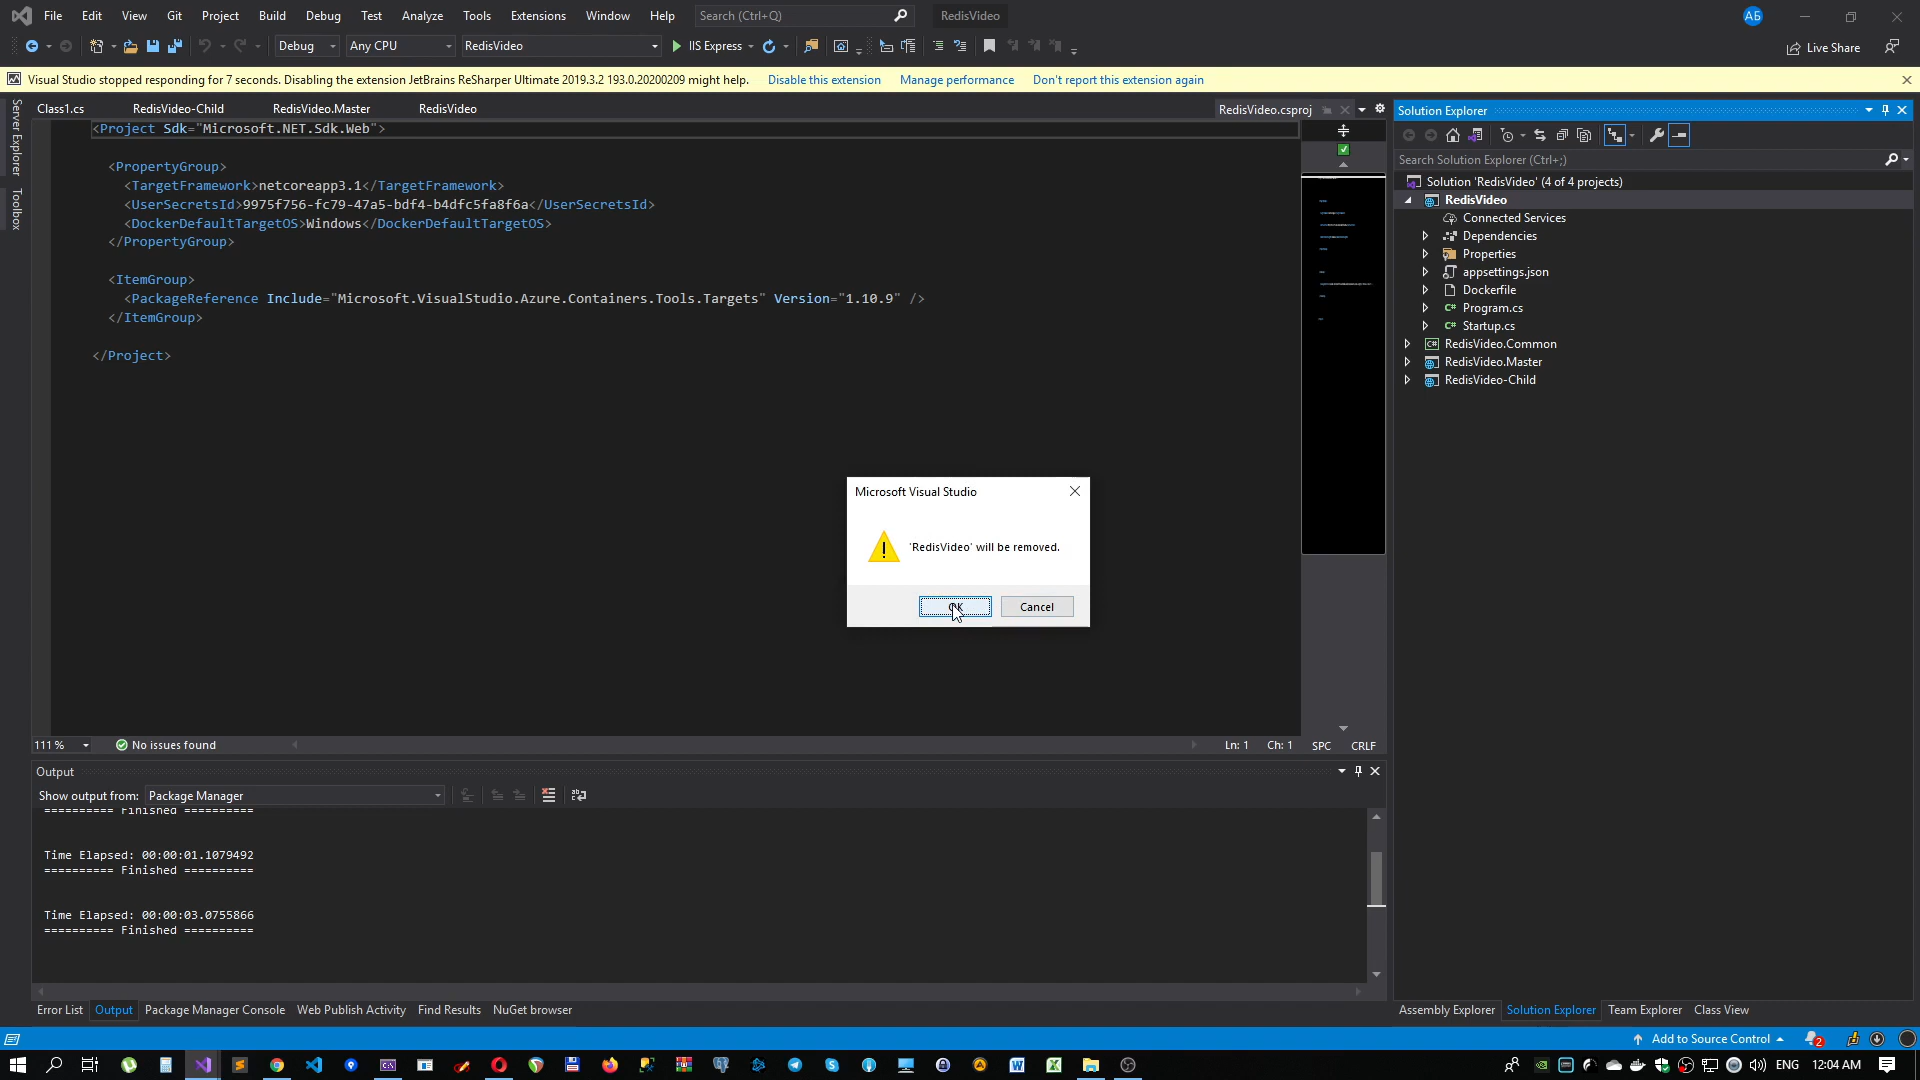 File Edit View Git Project Build Debug Test Analyze Tools Extensions Window Help Search (Ctrl+Q) RedisVideo АБ
Debug Any CPU RedisVideo IIS Express Live Share
Visual Studio stopped responding for 7 seconds. Disabling the extension JetBrains ReSharper Ultimate 2019.3.2 193.0.20200209 might help. Disable this extension Manage performance Don't report this extension again
Server Explorer
Toolbox
Class1.cs RedisVideo-Child RedisVideo.Master RedisVideo RedisVideo.csproj
<Project Sdk="Microsoft.NET.Sdk.Web">
<PropertyGroup>
<TargetFramework>netcoreapp3.1</TargetFramework>
<UserSecretsId>9975f756-fc79-47a5-bdf4-b4dfc5fa8f6a</UserSecretsId>
<DockerDefaultTargetOS>Windows</DockerDefaultTargetOS>
</PropertyGroup>
<ItemGroup>
<PackageReference Include="Microsoft.VisualStudio.Azure.Containers.Tools.Targets" Version="1.10.9" />
</ItemGroup>
</Project>
Microsoft Visual Studio
'RedisVideo' will be removed.
OK Cancel
111 % No issues found Ln: 1 Ch: 1 SPC CRLF
Output
Show output from: Package Manager
========== Finished ==========
Time Elapsed: 00:00:01.1079492
========== Finished ==========
Time Elapsed: 00:00:03.0755866
========== Finished ==========
Error List Output Package Manager Console Web Publish Activity Find Results NuGet browser
Solution Explorer
Search Solution Explorer (Ctrl+;)
Solution 'RedisVideo' (4 of 4 projects)
RedisVideo
Connected Services
Dependencies
Properties
appsettings.json
Dockerfile
Program.cs
Startup.cs
RedisVideo.Common
RedisVideo.Master
RedisVideo-Child
Assembly Explorer Solution Explorer Team Explorer Class View
Add to Source Control 2
ENG 12:04 AM